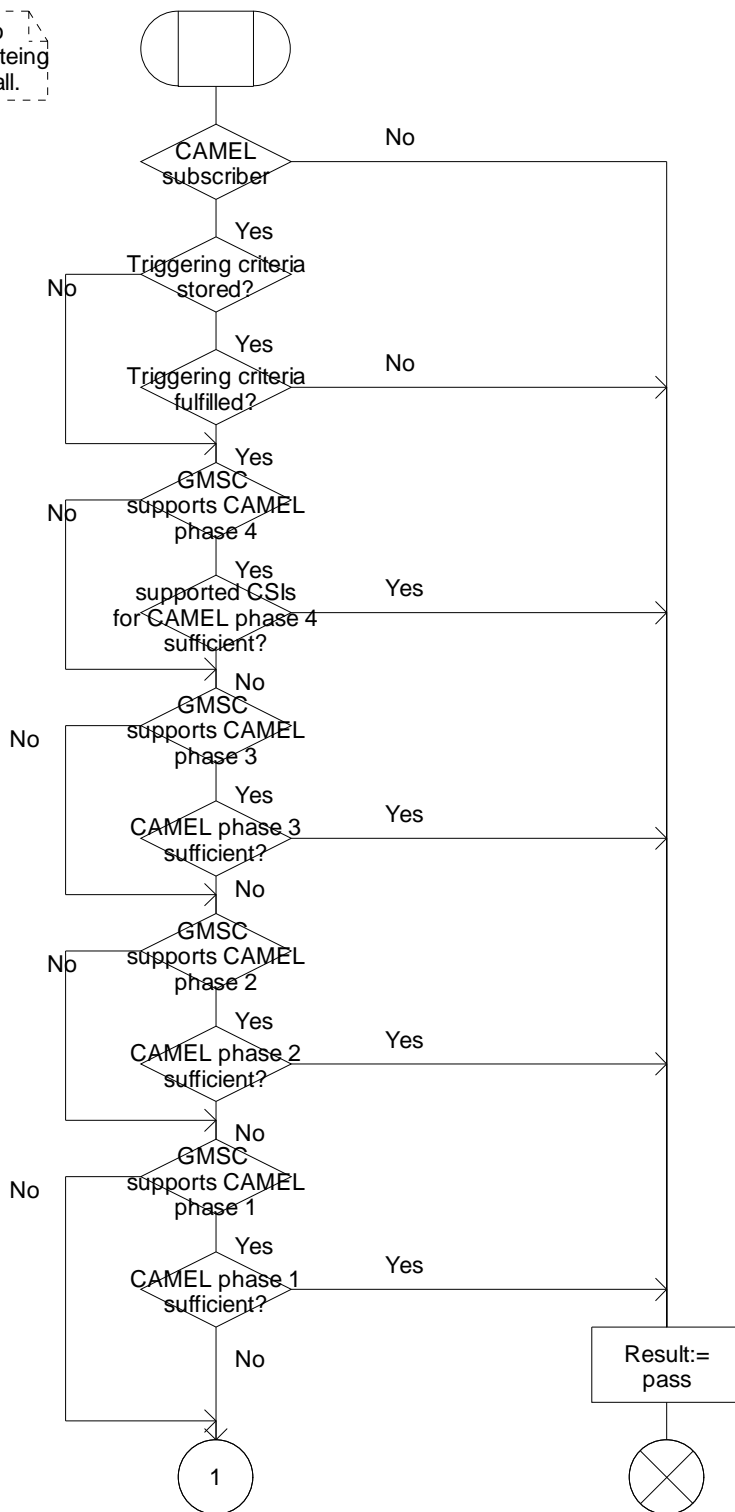 CAMEL
subscriber
No
Yes
Triggering criteria
stored?
No
Yes
Triggering criteria
fulfilled?
No
Yes
GMSC
supports CAMEL
phase 4
No
Yes
supported CSIs
for CAMEL phase 4
sufficient?
Yes
No
GMSC
supports CAMEL
phase 3
No
Yes
CAMEL phase 3
sufficient?
Yes
No
GMSC
supports CAMEL
phase 2
No
Yes
CAMEL phase 2
sufficient?
Yes
No
GMSC
supports CAMEL
phase 1
No
Yes
CAMEL phase 1
sufficient?
Yes
No
Result:=
pass
1